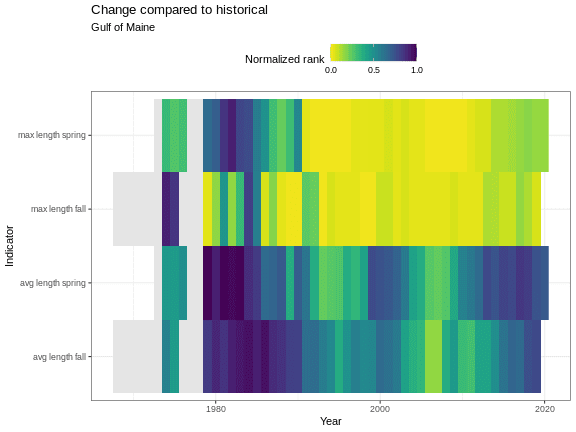 Change compared to historical
Gulf of Maine
Normalized rank
0.0 0.5 1.0
max length spring
max length fall
avg length spring
avg length fall
Indicator
1980 2000 2020
Year